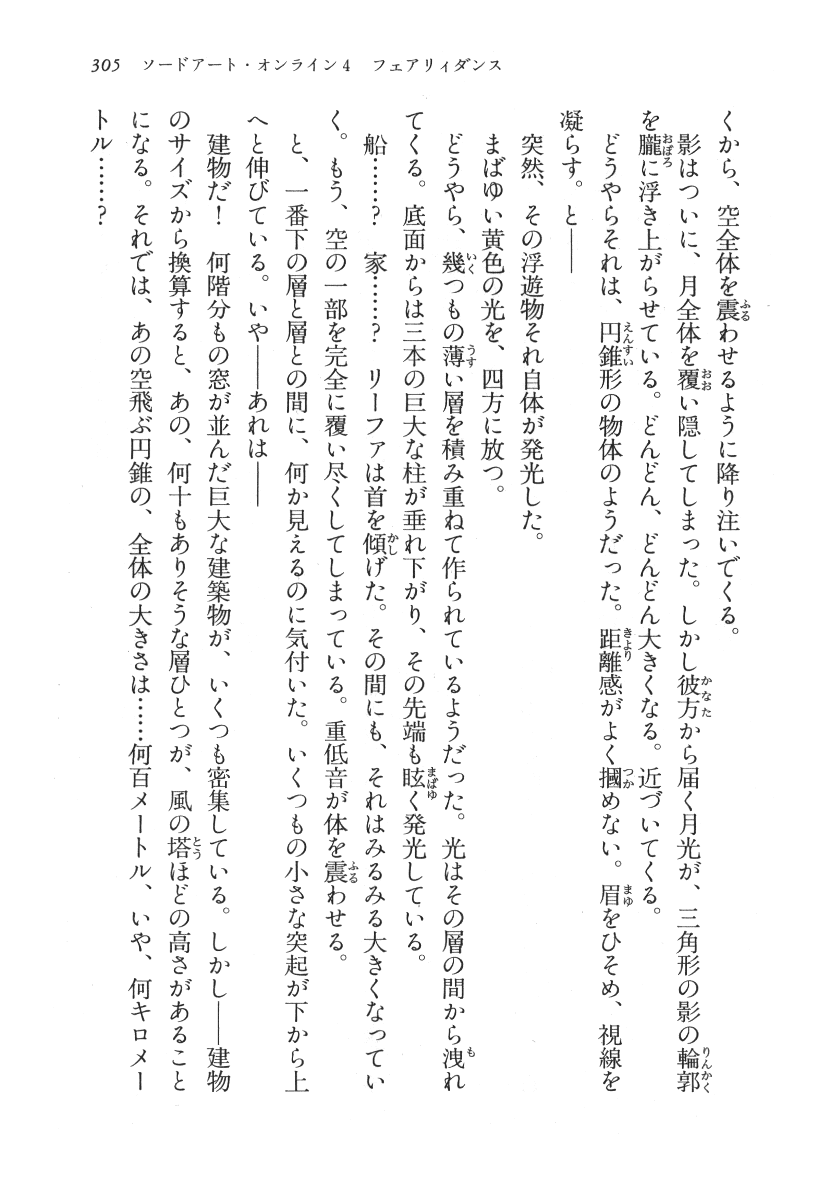 305 ソードアート・オンライン4 フェアリィダンス
くから、空全体を震わせるように降り注いでくる。
影はついに、月全体を覆い隠してしまった。しかし彼方から届く月光が、三角形の影の輪郭
を朧に浮き上がらせている。どんどん、どんどん大きくなる。近づいてくる。
どうやらそれは、円錐形の物体のようだった。距離感がよく摑めない。眉をひそめ、視線を
凝らす。と――
突然、その浮遊物それ自体が発光した。
まばゆい黄色の光を、四方に放つ。
どうやら、幾つもの薄い層を積み重ねて作られているようだった。光はその層の間から洩れ
てくる。底面からは三本の巨大な柱が垂れ下がり、その先端も眩く発光している。
船……? 家……? リーファは首を傾げた。その間にも、それはみるみる大きくなってい
く。もう、空の一部を完全に覆い尽くしてしまっている。重低音が体を震わせる。
と、一番下の層と層との間に、何か見えるのに気付いた。いくつもの小さな突起が下から上
へと伸びている。いや――あれは――
建物だ! 何階分もの窓が並んだ巨大な建築物が、いくつも密集している。しかし――建物
のサイズから換算すると、あの、何十もありそうな層ひとつが、風の塔ほどの高さがあること
になる。それでは、あの空飛ぶ円錐の、全体の大きさは……何百メートル、いや、何キロメー
トル……?